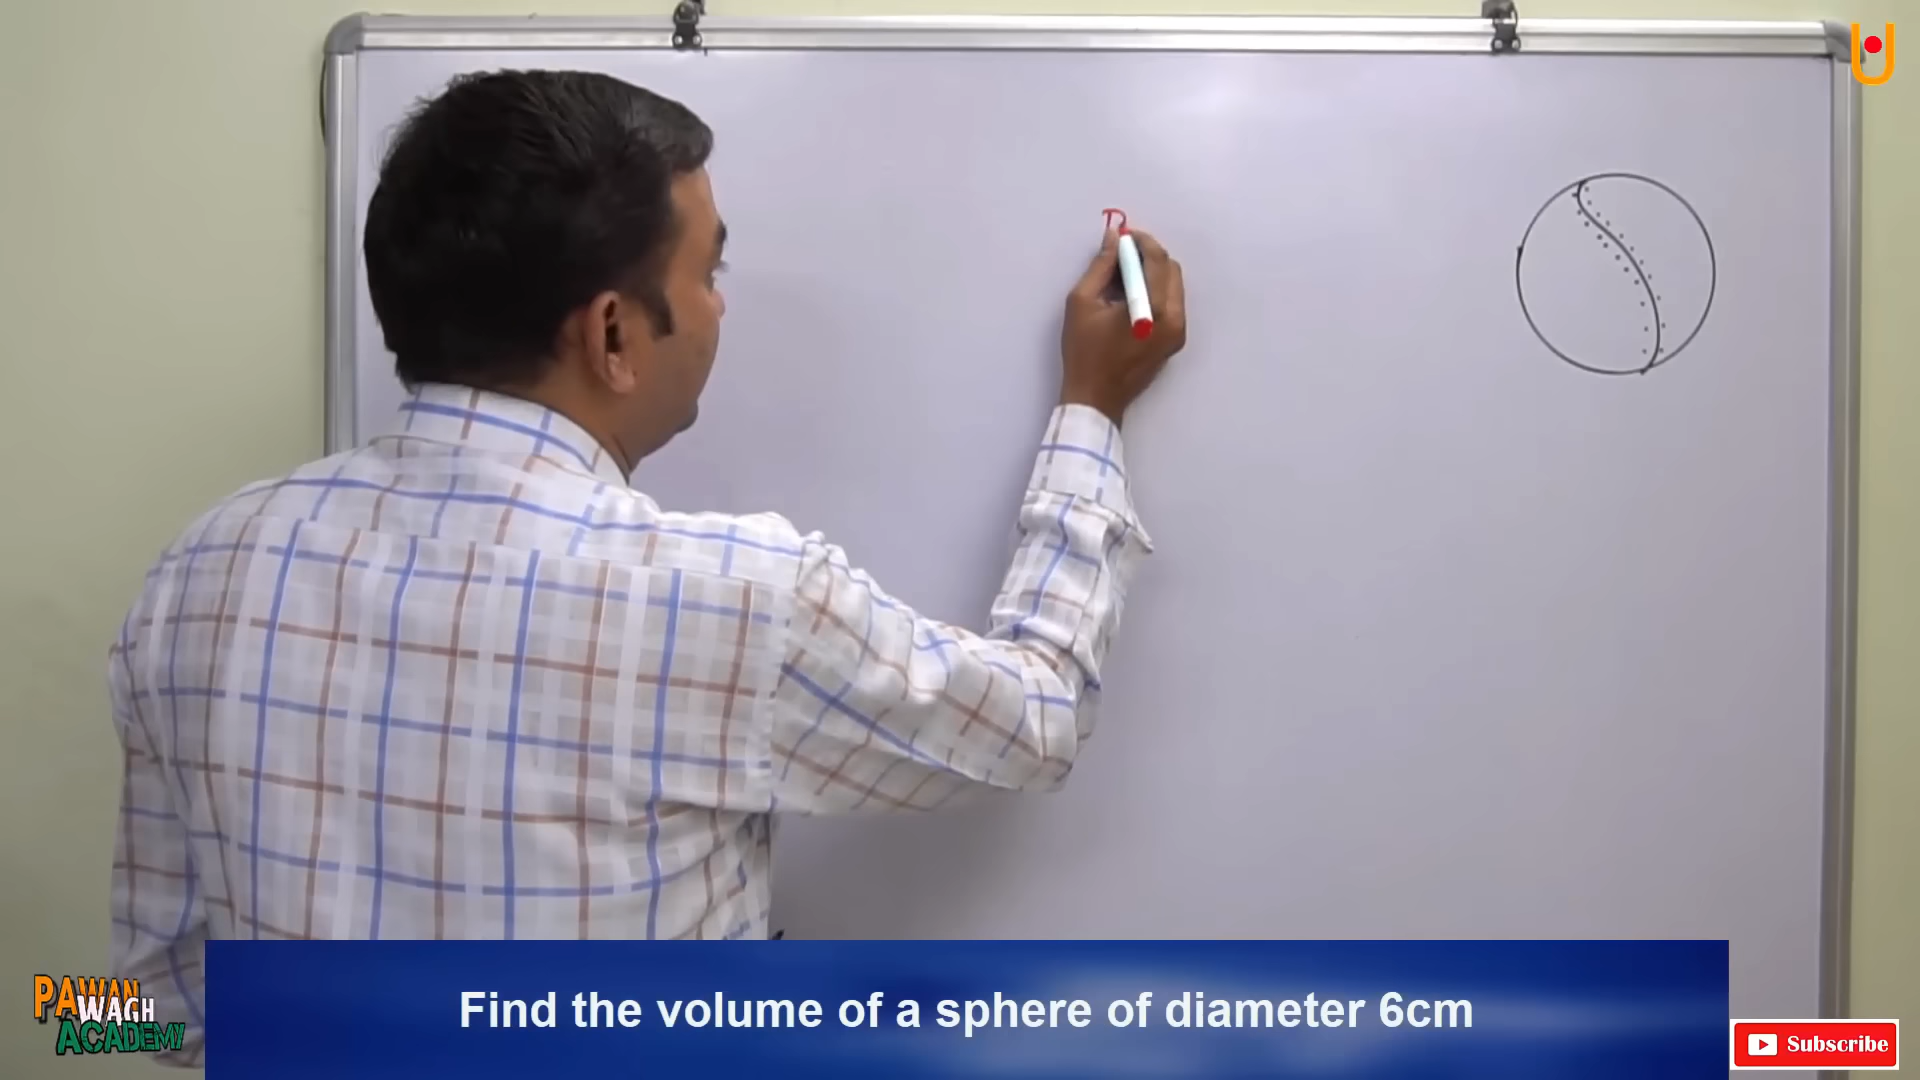 D
Find the volume of a sphere of diameter 6cm
PAWAN
WAGH
ACADEMY
Subscribe